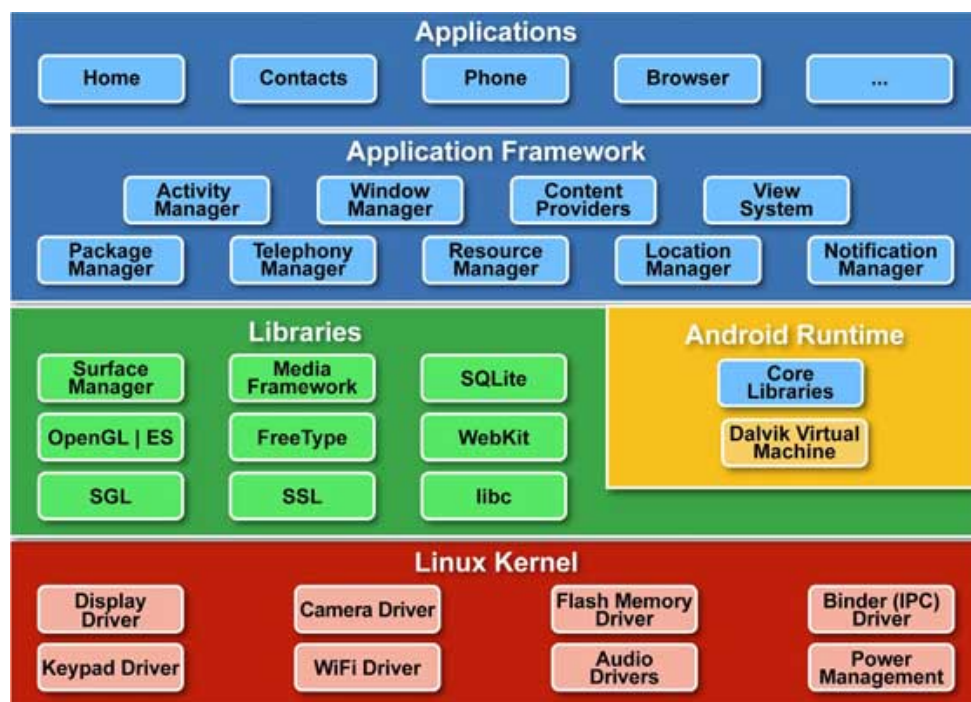 Applications
Home
Contacts
Phone
Browser
...
Application Framework
Activity
Manager
Window
Manager
Content
Providers
View
System
Package
Manager
Telephony
Manager
Resource
Manager
Location
Manager
Notification
Manager
Libraries
Surface
Manager
Media
Framework
SQLite
OpenGL | ES
FreeType
WebKit
SGL
SSL
libc
Android Runtime
Core
Libraries
Dalvik Virtual
Machine
Linux Kernel
Display
Driver
Camera Driver
Flash Memory
Driver
Binder (IPC)
Driver
Keypad Driver
WiFi Driver
Audio
Drivers
Power
Management